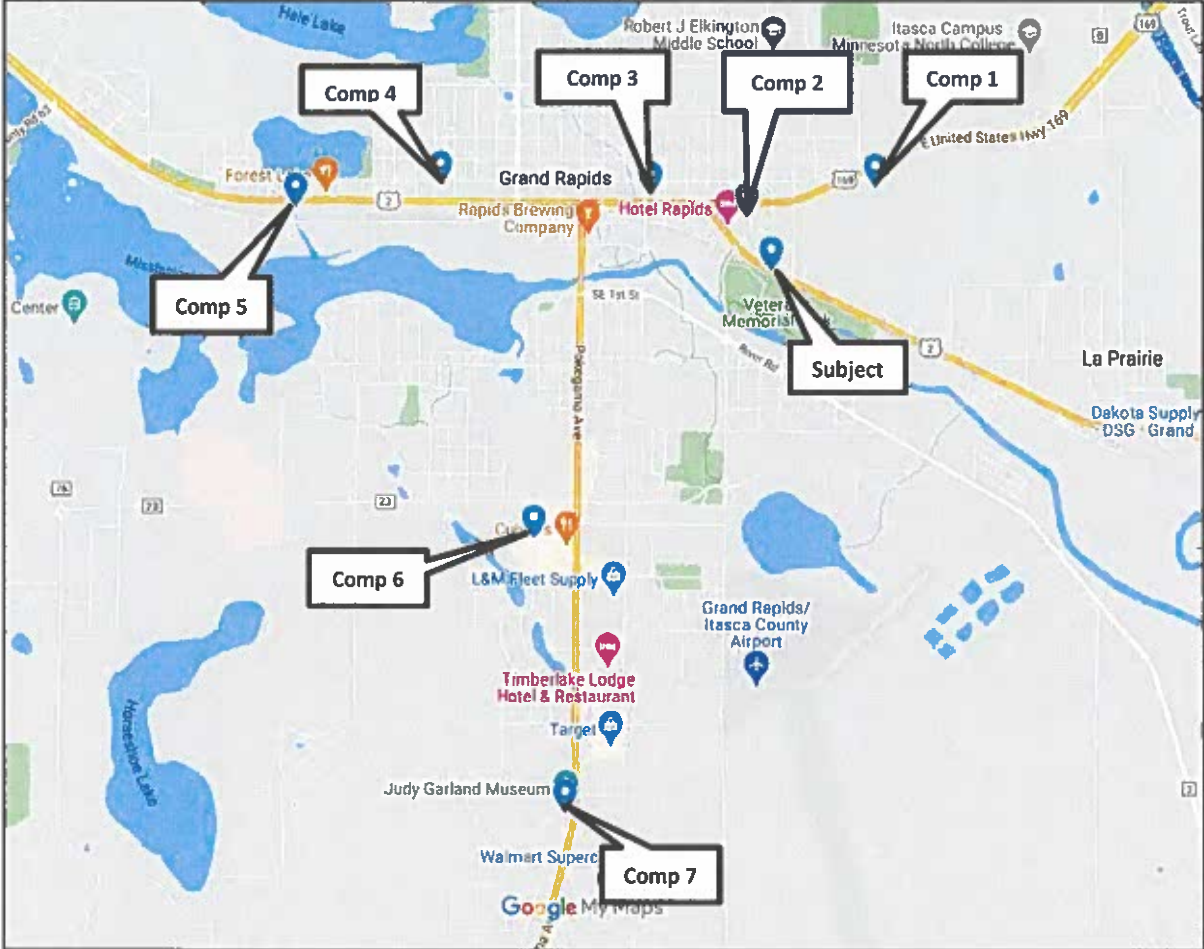 Hale Lake
Robert J Elkington
Middle School
Itasca Campus
Minnesota North College
169
Comp 4
Comp 3
Comp 2
Comp 1
E United States Hwy 169
Forest L
Grand Rapids
169
2
Rapids Brewing
Company
Hotel Rapids
Comp 5
Center
SE 1st St
Memorial
River Rd
Subject
2
La Prairie
Pokegama Ave
Dakota Supply
DSG · Grand
76
23
23
Comp 6
L&M Fleet Supply
Grand Rapids/
Itasca County
Airport
Timberlake Lodge
Hotel & Restaurant
Target
Horseshoe Lake
Judy Garland Museum
Walmart Superc
Comp 7
Google My Maps